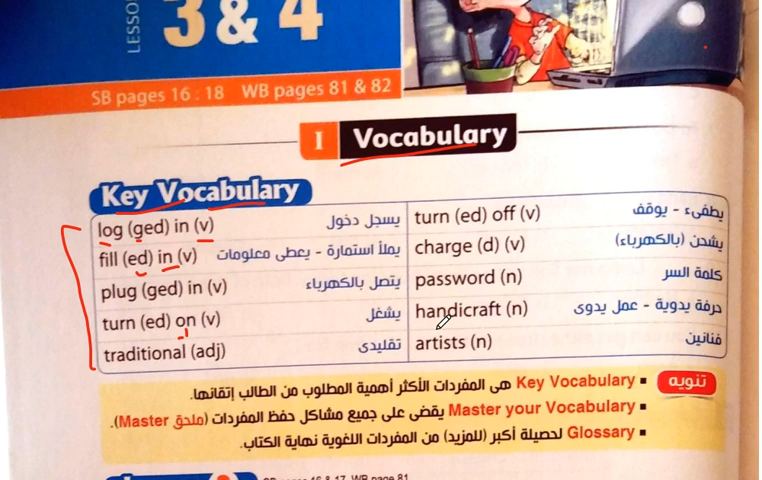 LESSO
3 & 4
SB pages 16 : 18 WB pages 81 & 82
I Vocabulary
Key Vocabulary
log (ged) in (v) يسجل دخول
fill (ed) in (v) يملأ استمارة - يعطى معلومات
plug (ged) in (v) يتصل بالكهرباء
turn (ed) on (v) يشغل
traditional (adj) تقليدى
turn (ed) off (v) يطفىء - يوقف
charge (d) (v) يشحن (بالكهرباء)
password (n) كلمة السر
handicraft (n) حرفة يدوية - عمل يدوى
artists (n) فنانين
تنويه
▪ Key Vocabulary هى المفردات الأكثر أهمية المطلوب من الطالب إتقانها.
▪ Master your Vocabulary يقضى على جميع مشاكل حفظ المفردات (ملحق Master).
▪ Glossary لحصيلة أكبر (للمزيد) من المفردات اللغوية نهاية الكتاب.